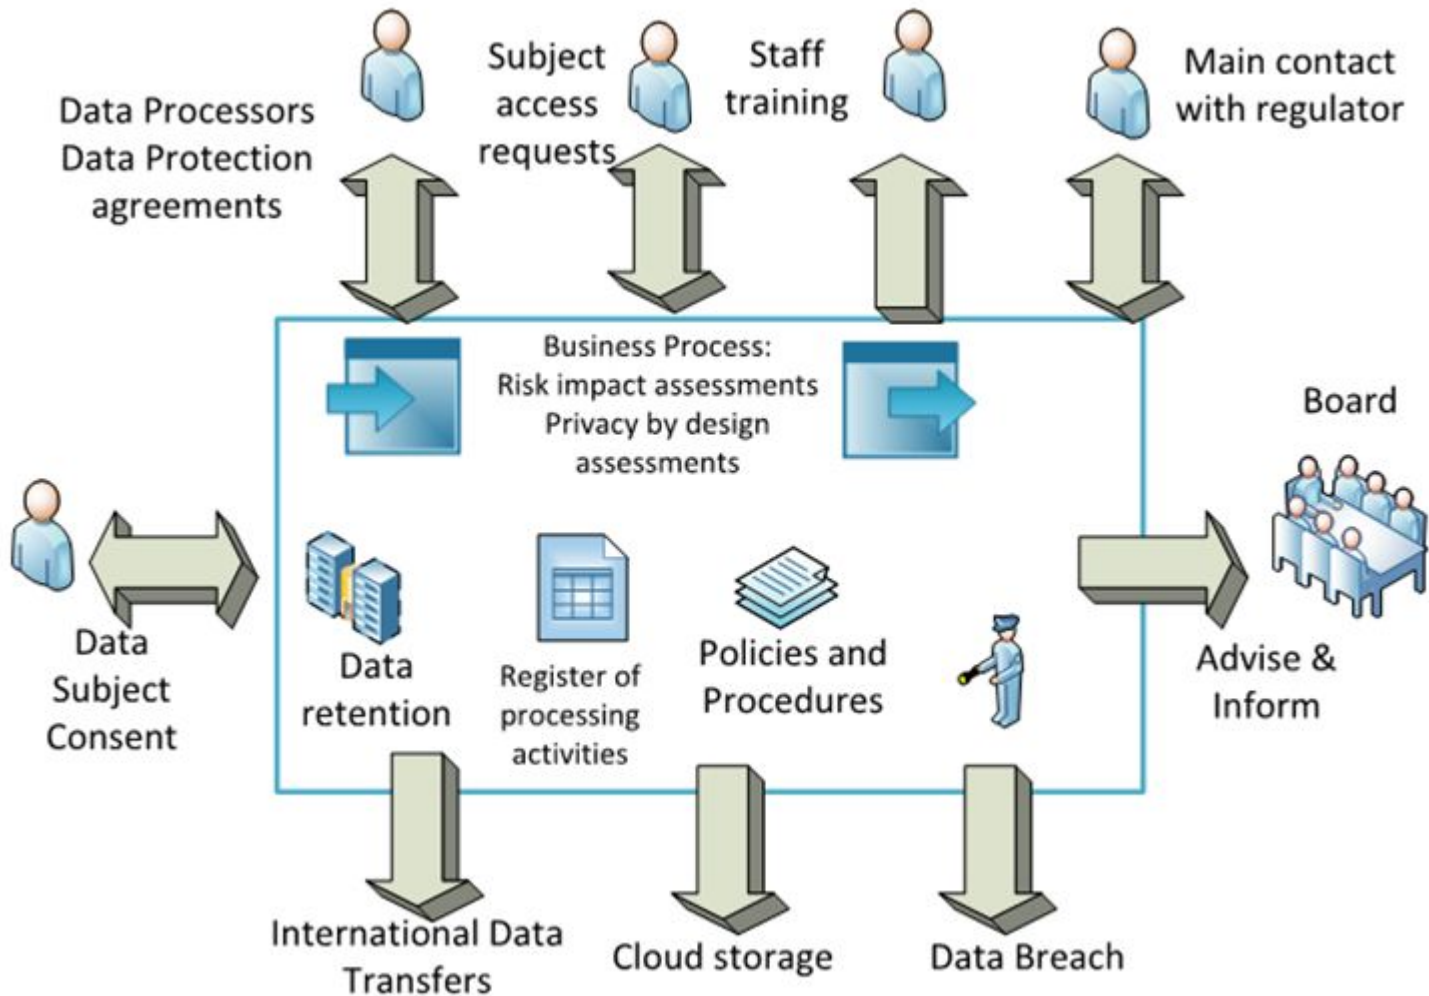 Data Processors
Data Protection
agreements
Subject
access
requests
Staff
training
Main contact
with regulator
Business Process:
Risk impact assessments
Privacy by design
assessments
Board
Data
Subject
Consent
Data
retention
Register of
processing
activities
Policies and
Procedures
Advise &
Inform
International Data
Transfers
Cloud storage
Data Breach